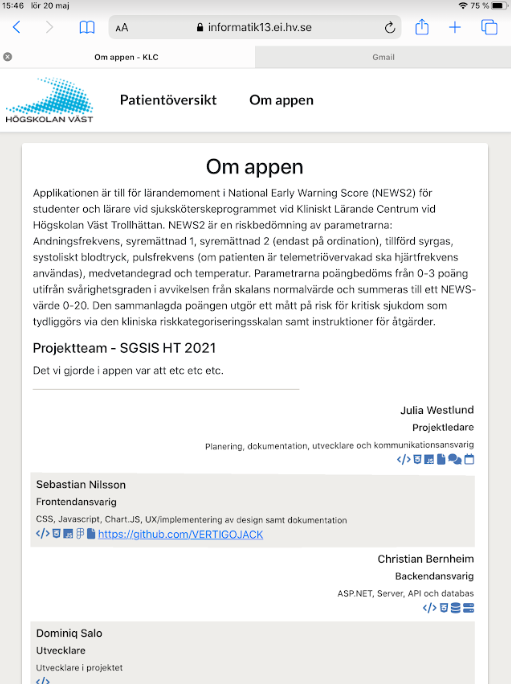 15:46 lör 20 maj
75 %
AA
informatik13.ei.hv.se
Om appen - KLC
Gmail
HÖGSKOLAN VÄST
Patientöversikt
Om appen
Om appen
Applikationen är till för lärandemoment i National Early Warning Score (NEWS2) för
studenter och lärare vid sjuksköterskeprogrammet vid Kliniskt Lärande Centrum vid
Högskolan Väst Trollhättan. NEWS2 är en riskbedömning av parametrarna:
Andningsfrekvens, syremättnad 1, syremättnad 2 (endast på ordination), tillförd syrgas,
systoliskt blodtryck, pulsfrekvens (om patienten är telemetriövervakad ska hjärtfrekvens
användas), medvetandegrad och temperatur. Parametrarna poängbedöms från 0-3 poäng
utifrån svårighetsgraden i avvikelsen från skalans normalvärde och summeras till ett NEWS-
värde 0-20. Den sammanlagda poängen utgör ett mått på risk för kritisk sjukdom som
tydliggörs via den kliniska riskkategoriseringsskalan samt instruktioner för åtgärder.
Projektteam - SGSIS HT 2021
Det vi gjorde i appen var att etc etc etc.
Julia Westlund
Projektledare
Planering, dokumentation, utvecklare och kommunikationsansvarig
Sebastian Nilsson
Frontendansvarig
CSS, Javascript, Chart.JS, UX/implementering av design samt dokumentation
https://github.com/VERTIGOJACK
Christian Bernheim
Backendansvarig
ASP.NET, Server, API och databas
Dominiq Salo
Utvecklare
Utvecklare i projektet